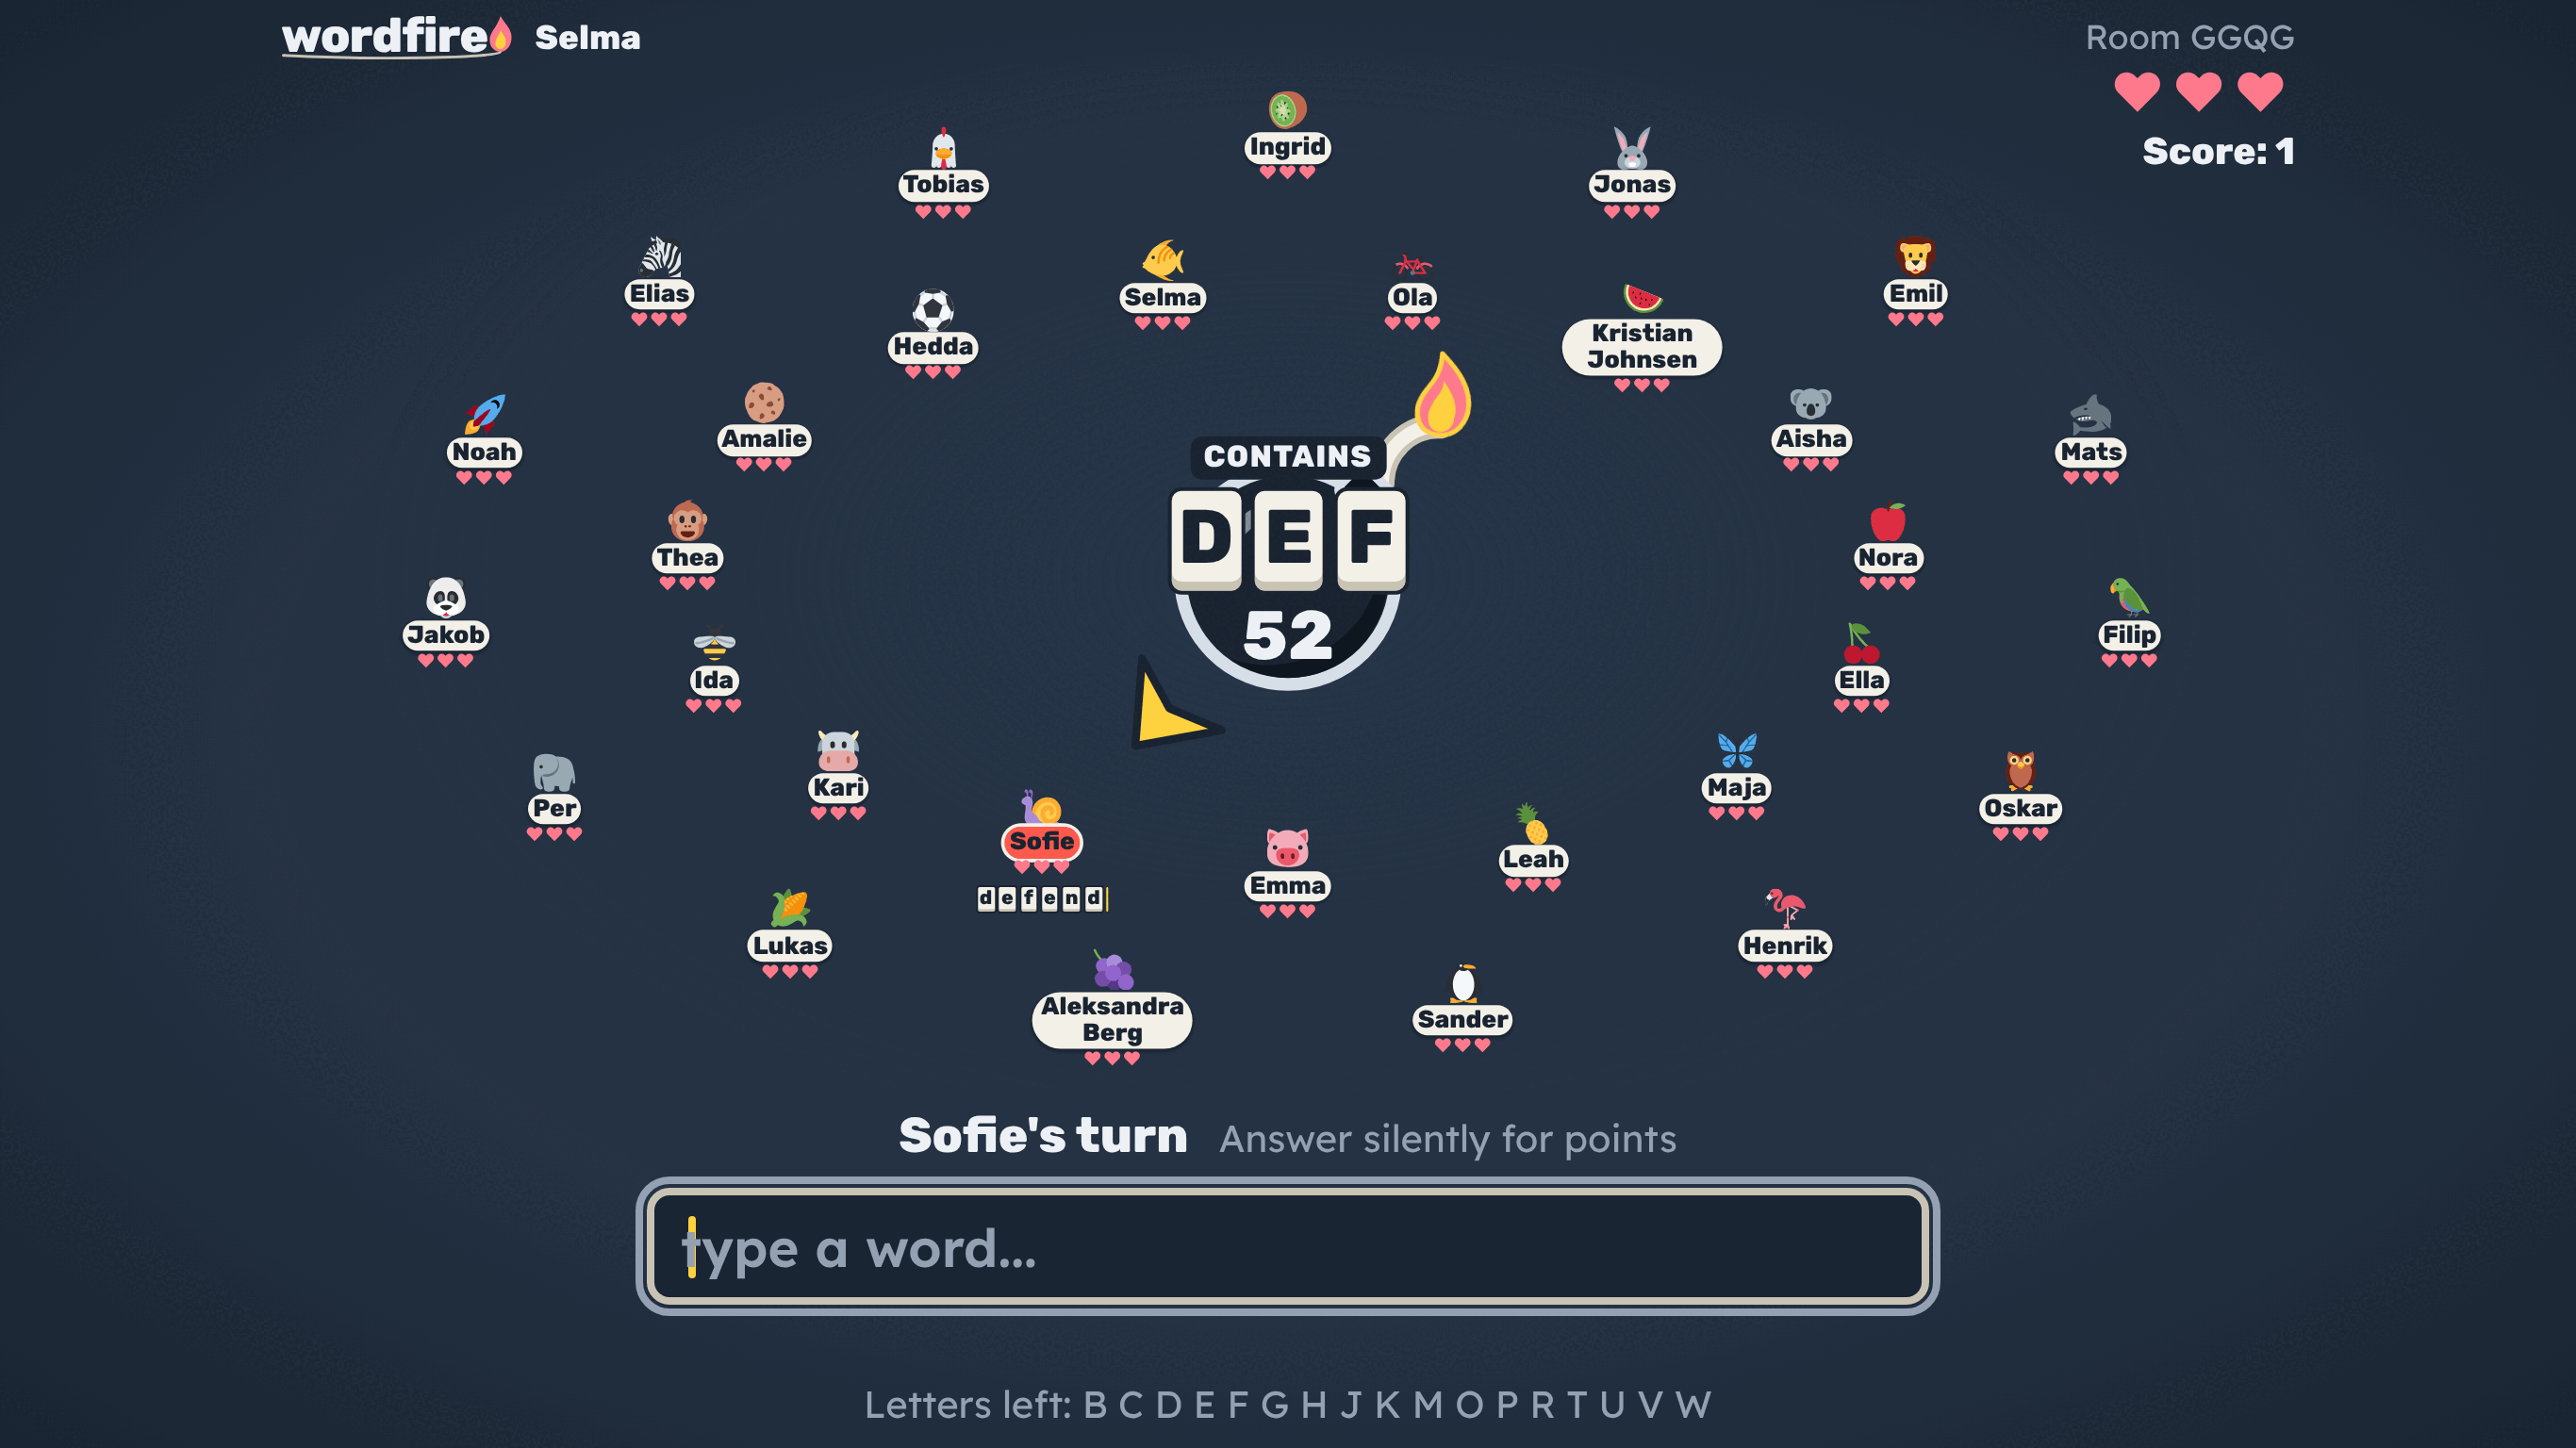 wordfire Selma
Room GGQG
Score: 1
Ingrid
Tobias
Jonas
Elias
Selma
Ola
Emil
Hedda
Kristian
Johnsen
Noah
Amalie
Aisha
Mats
CONTAINS
DEF
52
Thea
Nora
Jakob
Filip
Ida
Ella
Per
Kari
Maja
Oskar
Sofie
defend
Emma
Leah
Lukas
Henrik
Aleksandra
Berg
Sander
Sofie's turn Answer silently for points
type a word...
Letters left: B C D E F G H J K M O P R T U V W